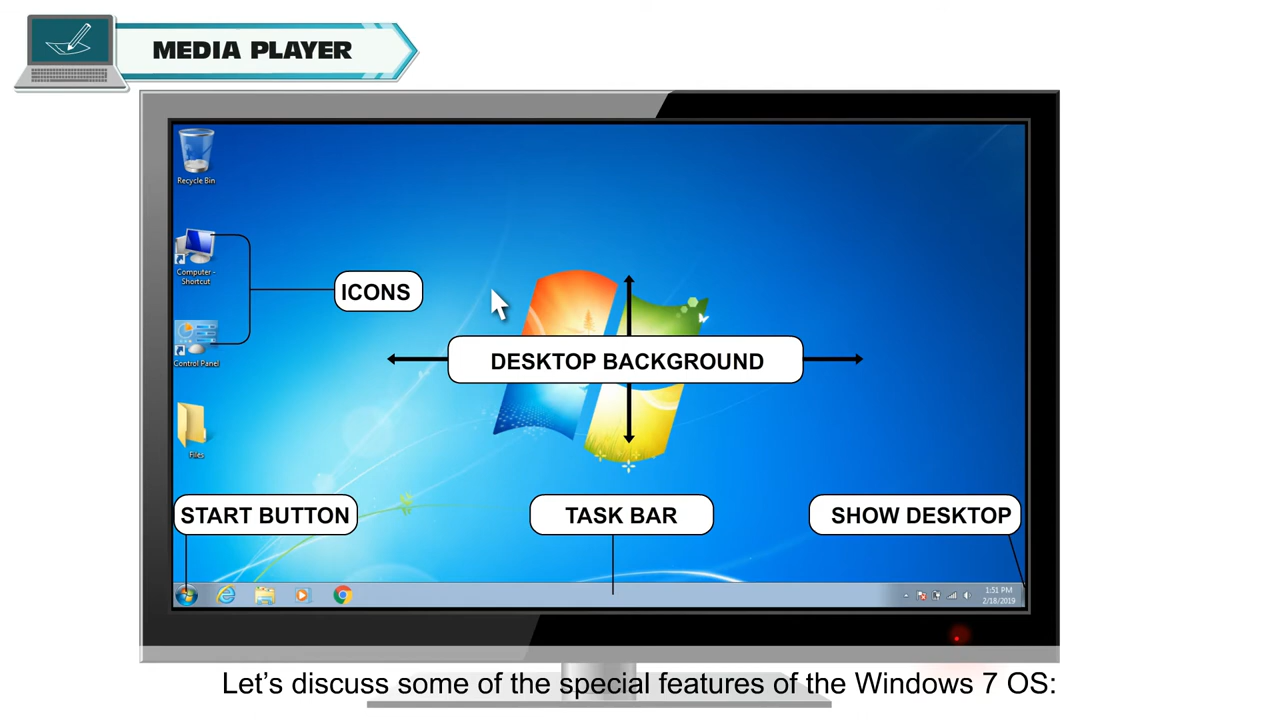 MEDIA PLAYER
Recycle Bin
Computer -
Shortcut
ICONS
Control Panel
DESKTOP BACKGROUND
Files
START BUTTON
TASK BAR
SHOW DESKTOP
1:51 PM
2/18/2019
Let's discuss some of the special features of the Windows 7 OS: